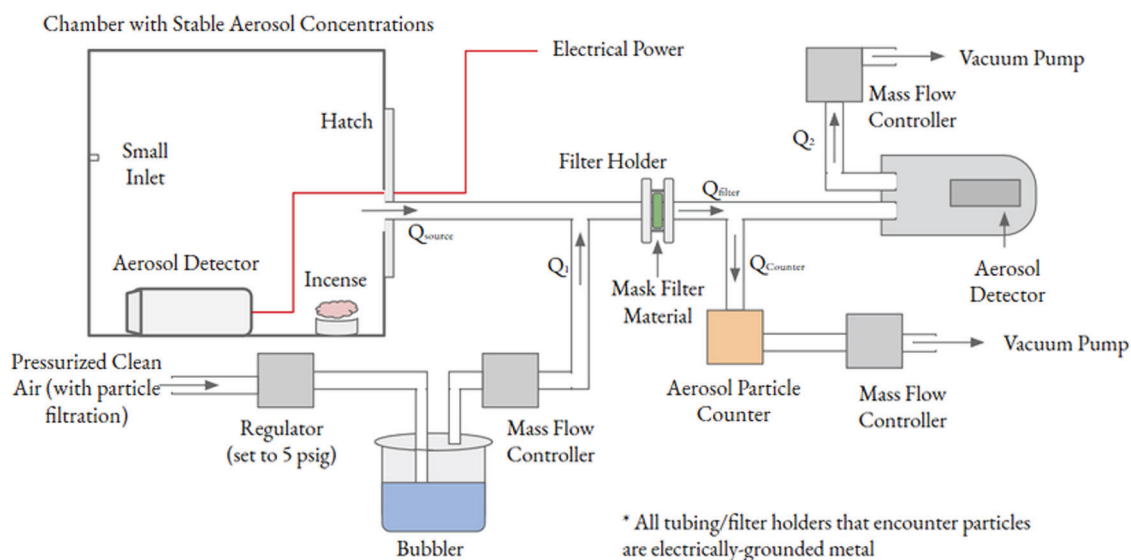 Chamber with Stable Aerosol Concentrations
Electrical Power
Vacuum Pump
Mass Flow
Controller
Hatch
Small
Inlet
Filter Holder
Q2
Qfilter
Qsource
Q1
QCounter
Aerosol Detector
Incense
Mask Filter
Material
Aerosol
Detector
Pressurized Clean
Air (with particle
filtration)
Regulator
(set to 5 psig)
Mass Flow
Controller
Aerosol Particle
Counter
Mass Flow
Controller
Vacuum Pump
Bubbler
* All tubing/filter holders that encounter particles
are electrically-grounded metal